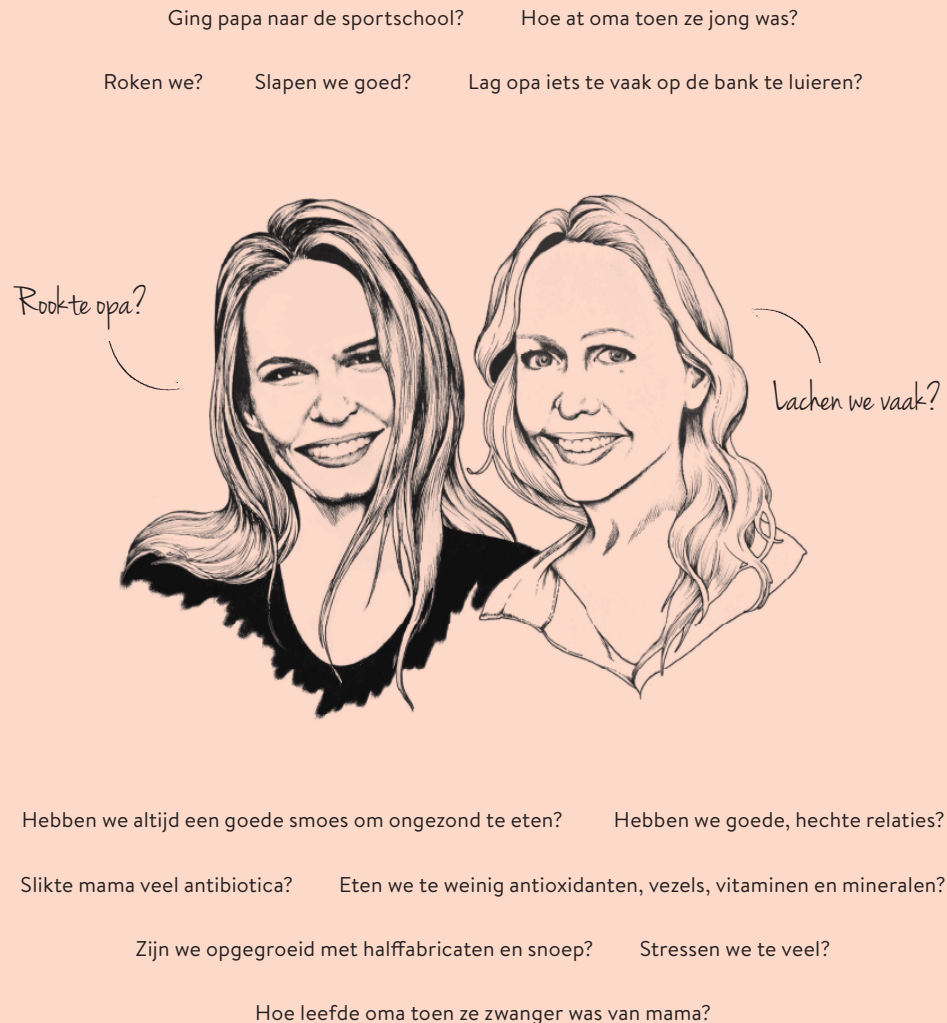 Ging papa naar de sportschool? Hoe at oma toen ze jong was?
Roken we? Slapen we goed? Lag opa iets te vaak op de bank te luieren?
Rookte opa?
Lachen we vaak?
Hebben we altijd een goede smoes om ongezond te eten? Hebben we goede, hechte relaties?
Slikte mama veel antibiotica? Eten we te weinig antioxidanten, vezels, vitaminen en mineralen?
Zijn we opgegroeid met halffabricaten en snoep? Stressen we te veel?
Hoe leefde oma toen ze zwanger was van mama?